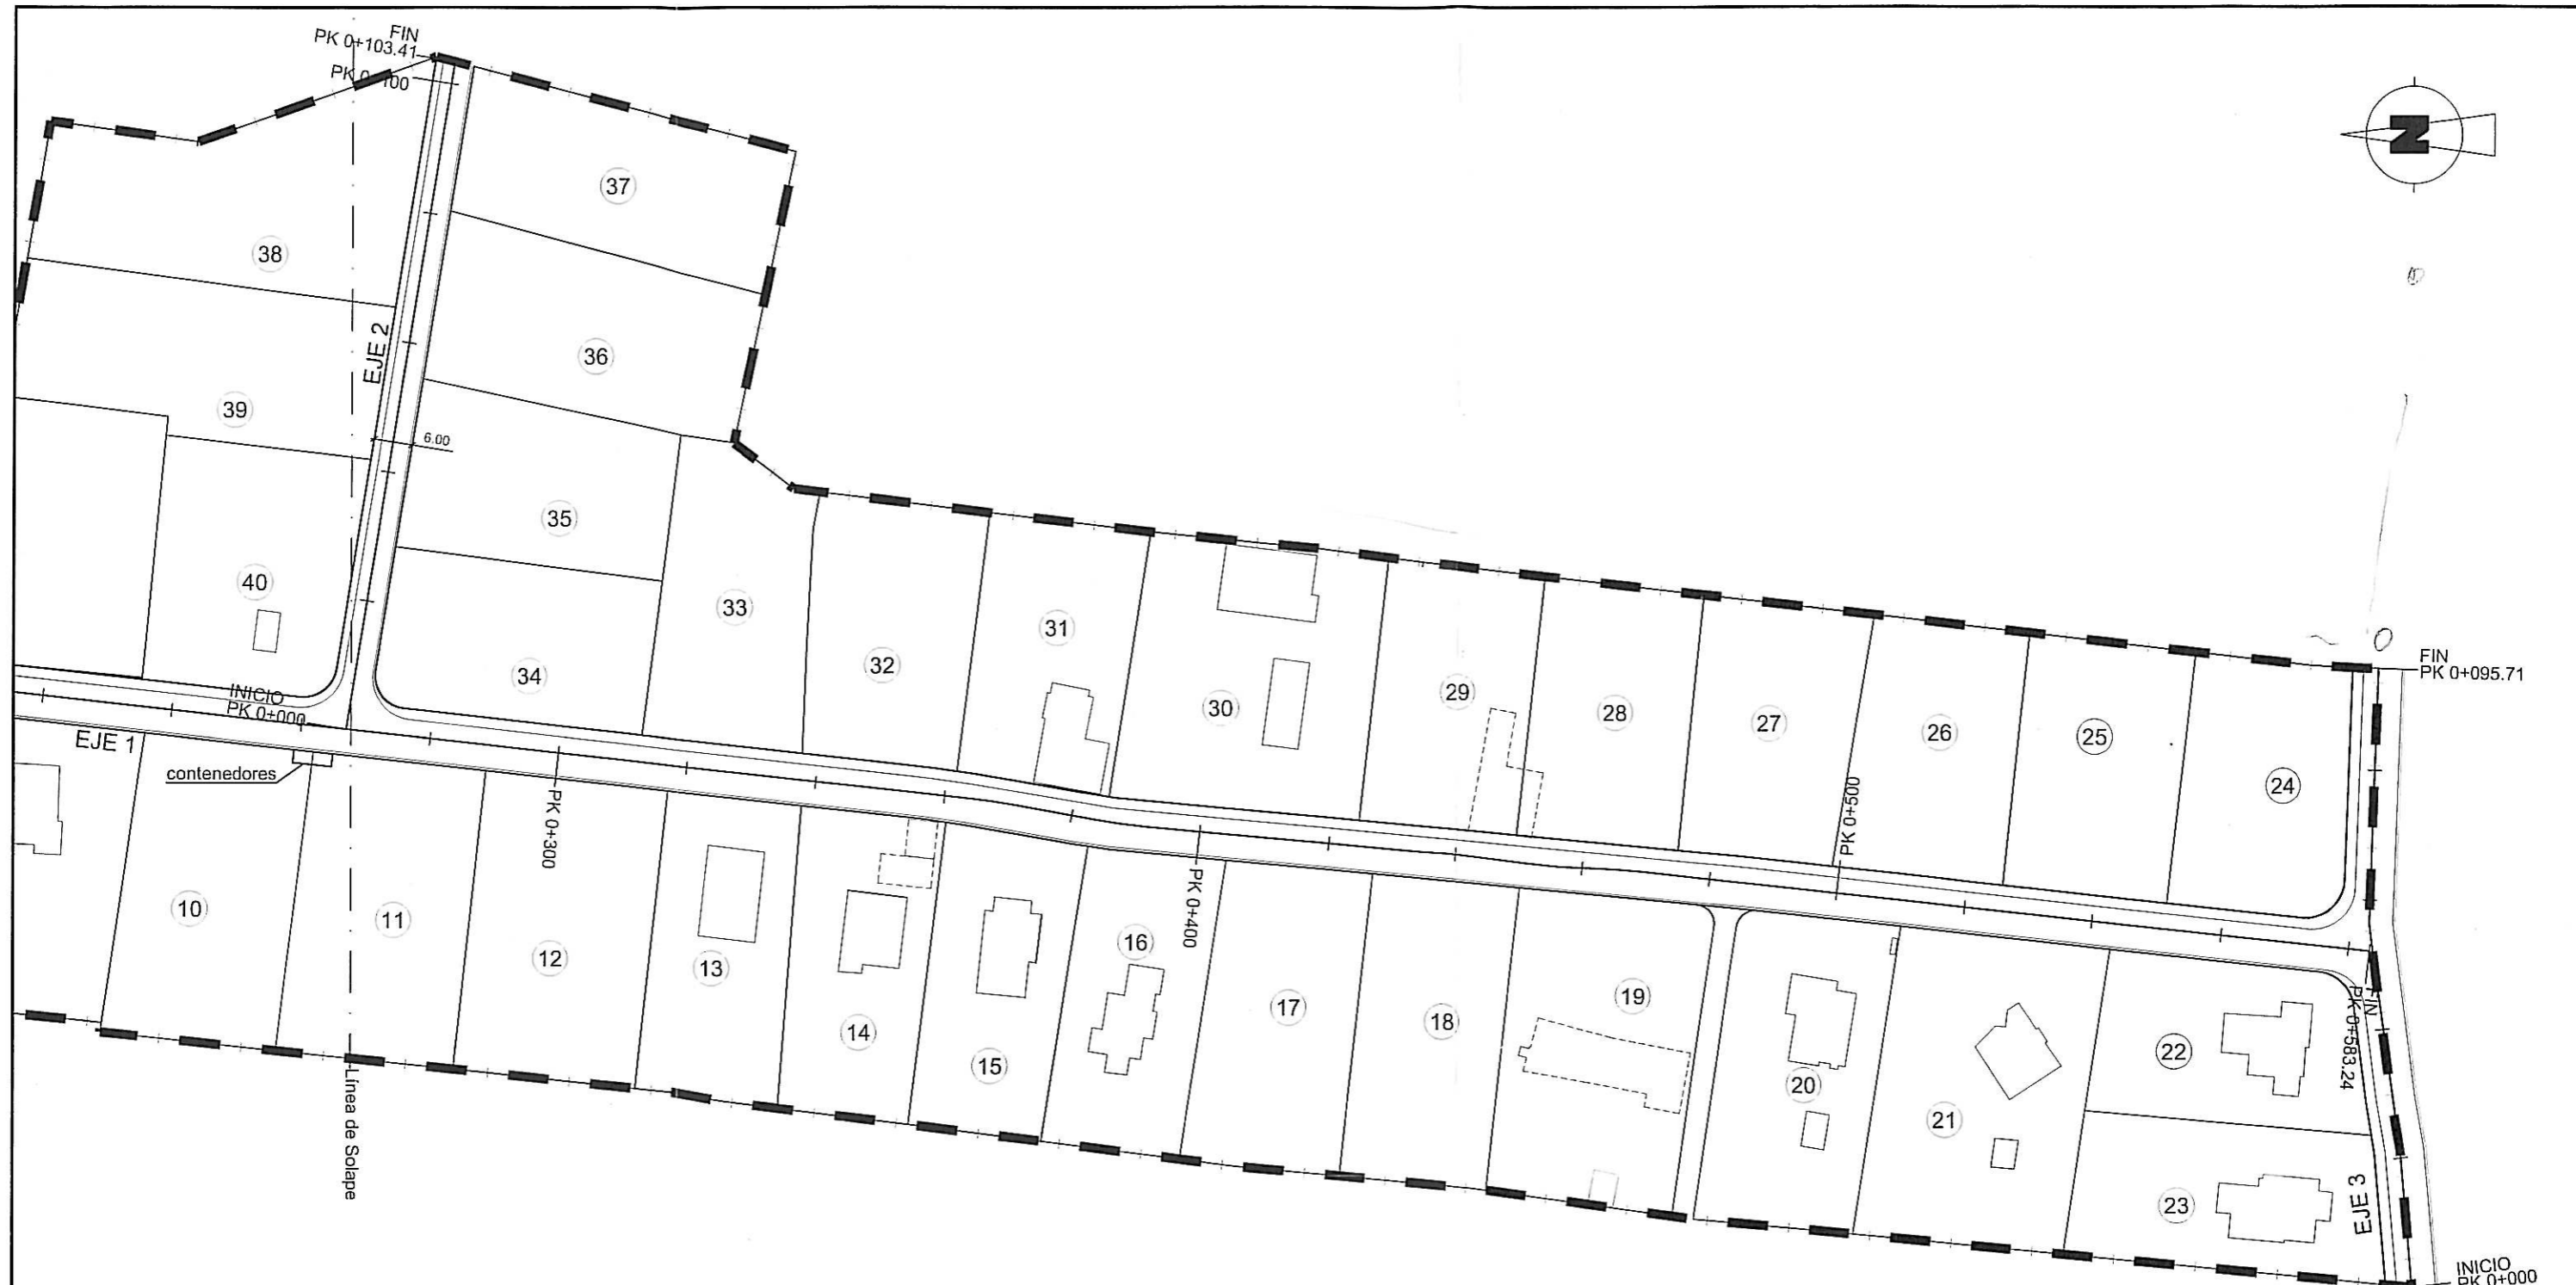 FIN
PK 0+103.41
PK 0+100
N
37
38
36
EJE 2
39
6.00
35
40
33
31
32
34
30
29
28
27
26
25
24
FIN
PK 0+095.71
INICIO
PK 0+000
EJE 1
contenedores
PK 0+300
PK 0+400
PK 0+500
10
11
12
13
14
15
16
17
18
19
20
21
22
23
FIN
PK 0+583.24
Línea de Solape
EJE 3
INICIO
PK 0+000